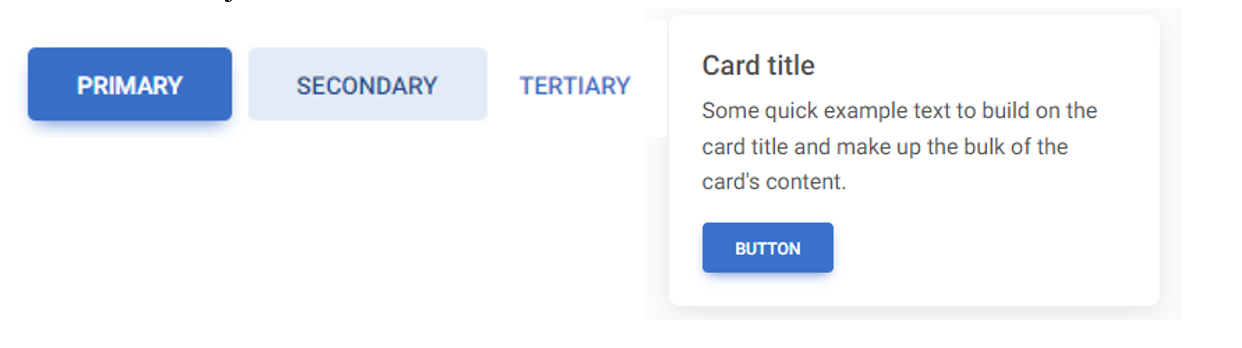 PRIMARY
SECONDARY
TERTIARY
Card title
Some quick example text to build on the
card title and make up the bulk of the
card's content.
BUTTON